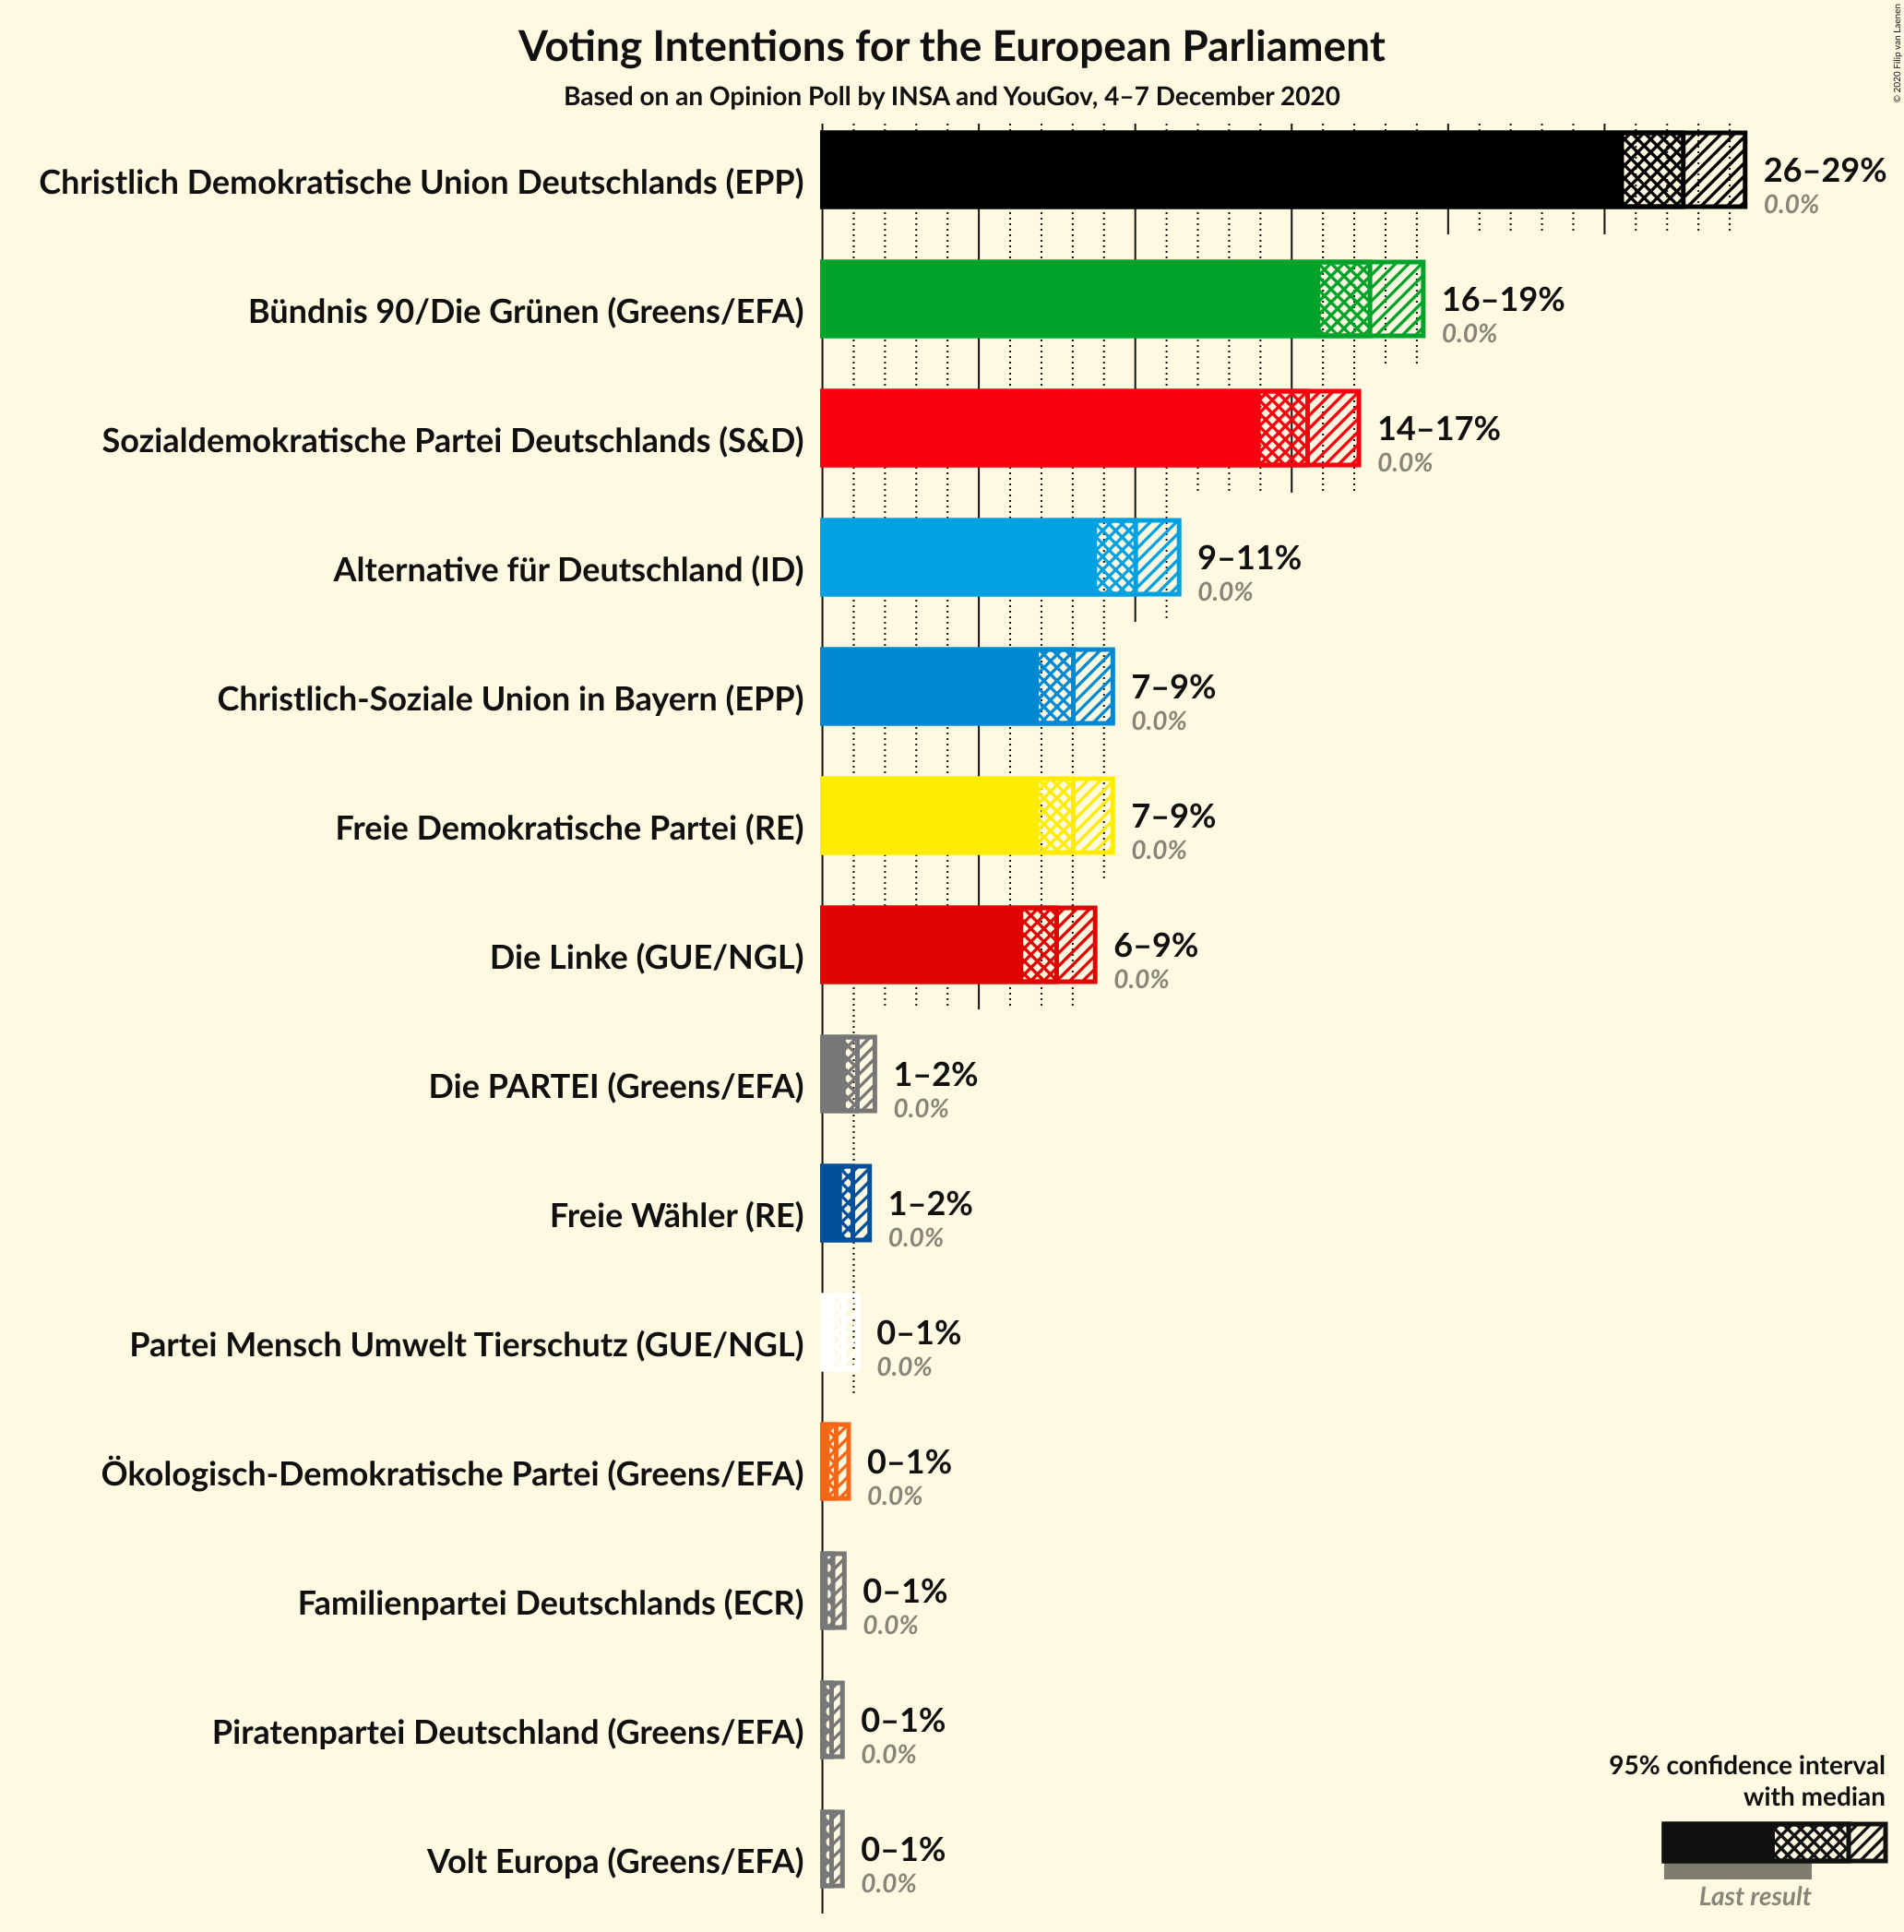 Voting Intentions for the European Parliament
Based on an Opinion Poll by INSA and YouGov, 4–7 December 2020
© 2020 Filip van Laenen
Christlich Demokratische Union Deutschlands (EPP)
26–29%
0.0%
Bündnis 90/Die Grünen (Greens/EFA)
16–19%
0.0%
Sozialdemokratische Partei Deutschlands (S&D)
14–17%
0.0%
Alternative für Deutschland (ID)
9–11%
0.0%
Christlich-Soziale Union in Bayern (EPP)
7–9%
0.0%
Freie Demokratische Partei (RE)
7–9%
0.0%
Die Linke (GUE/NGL)
6–9%
0.0%
Die PARTEI (Greens/EFA)
1–2%
0.0%
Freie Wähler (RE)
1–2%
0.0%
Partei Mensch Umwelt Tierschutz (GUE/NGL)
0–1%
0.0%
Ökologisch-Demokratische Partei (Greens/EFA)
0–1%
0.0%
Familienpartei Deutschlands (ECR)
0–1%
0.0%
Piratenpartei Deutschland (Greens/EFA)
0–1%
0.0%
Volt Europa (Greens/EFA)
0–1%
0.0%
95% confidence interval
with median
Last result